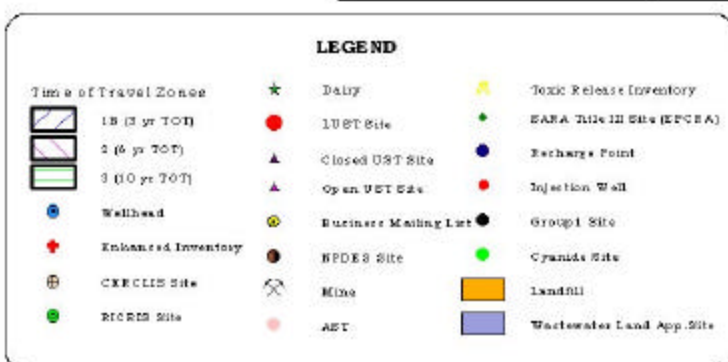 LEGEND
Time of Travel Zones
1B (3 yr TOT)
2 (6 yr TOT)
3 (10 yr TOT)
Wellhead
Enhanced Inventory
CERCLIS Site
RICRIS Site
Dairy
LUST Site
Closed UST Site
Open UST Site
Business Mailing List
NPDES Site
Mine
AST
Toxic Release Inventory
SARA Title III Site (EPCRA)
Recharge Point
Injection Well
Group1 Site
Cyanide Site
Landfill
Wastewater Land App.Site